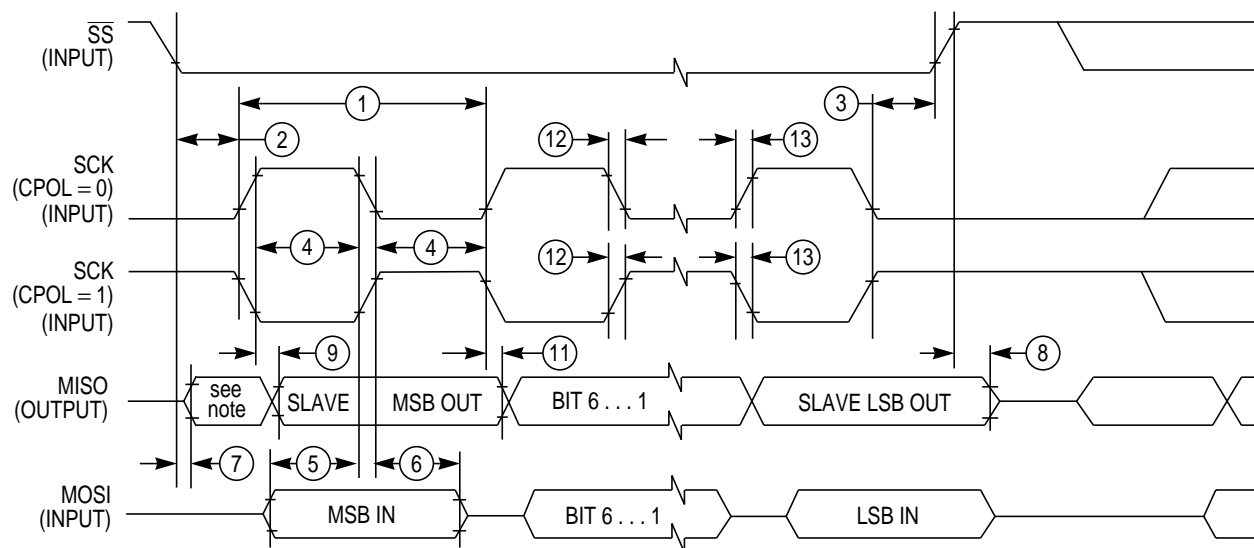 SS
(INPUT)
1
3
2
12
13
SCK
(CPOL = 0)
(INPUT)
4
4
SCK
(CPOL = 1)
(INPUT)
12
13
9
11
8
MISO
(OUTPUT)
see
note
SLAVE
MSB OUT
BIT 6 . . . 1
SLAVE LSB OUT
7
5
6
MOSI
(INPUT)
MSB IN
BIT 6 . . . 1
LSB IN